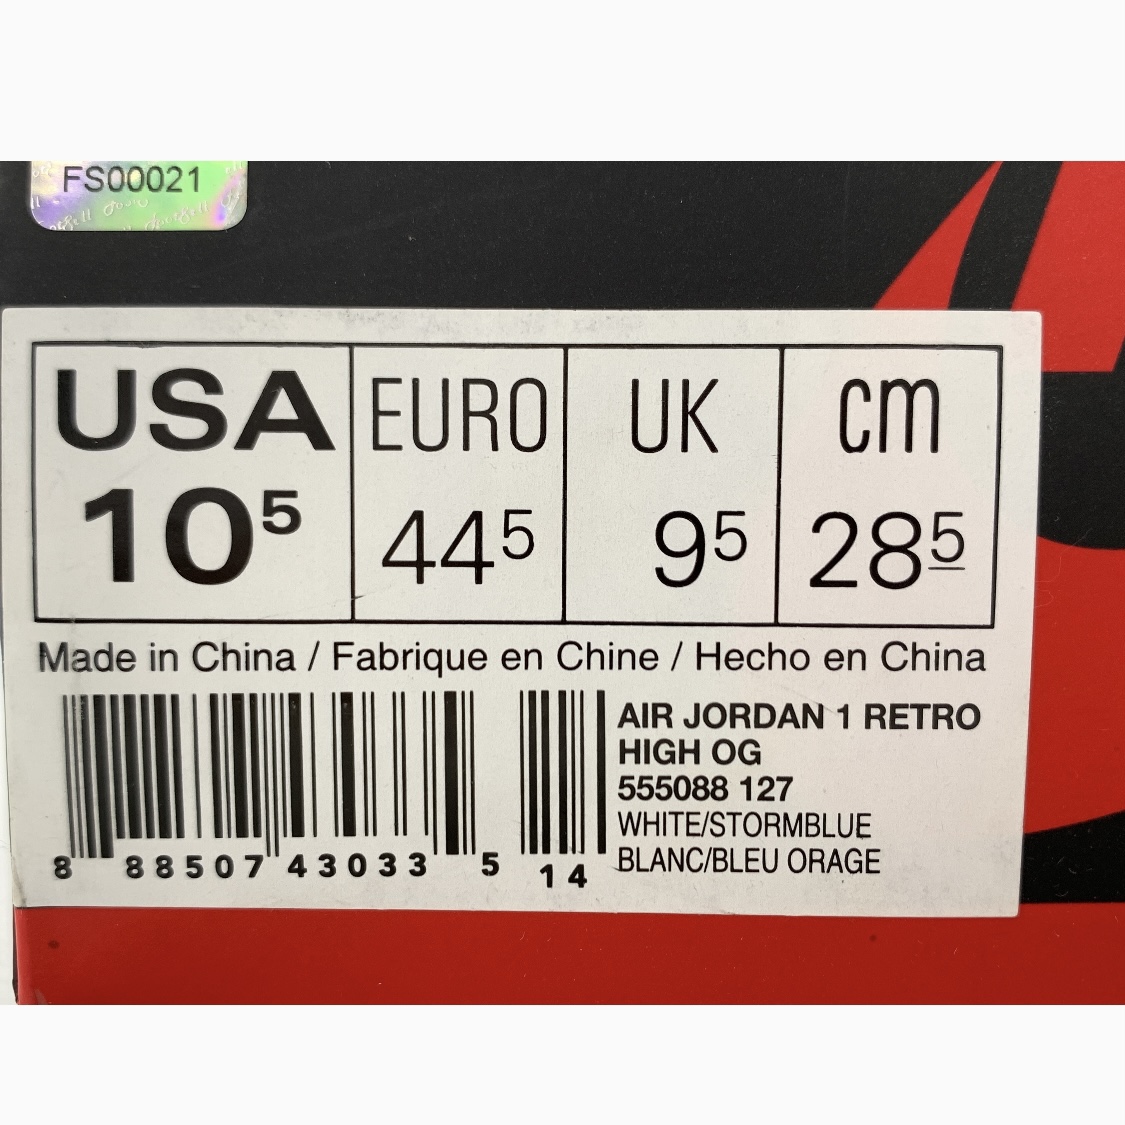 FS00021
USA EURO UK cm
10⁵ 44⁵ 9⁵ 28⁵
Made in China / Fabrique en Chine / Hecho en China
AIR JORDAN 1 RETRO
HIGH OG
555088 127
WHITE/STORMBLUE
BLANC/BLEU ORAGE
8 88507 43033 5 14